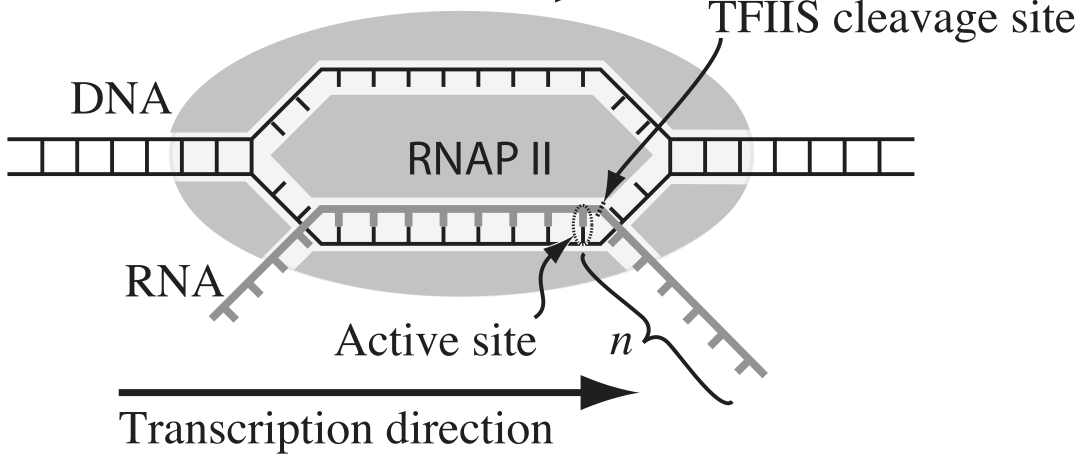 TFIIS cleavage site
DNA
RNAP II
RNA
Active site
n
Transcription direction